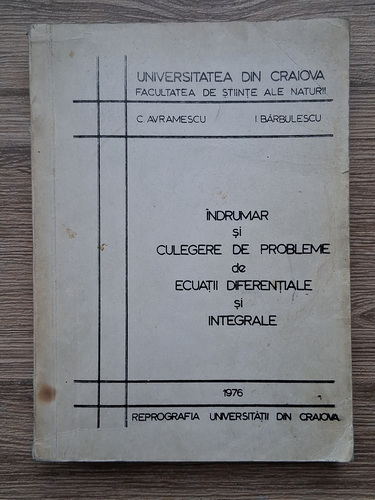 UNIVERSITATEA DIN CRAIOVA
FACULTATEA DE ȘTIINȚE ALE NATURII
C. AVRAMESCU I. BĂRBULESCU
ÎNDRUMAR
și
CULEGERE DE PROBLEME
de
ECUAȚII DIFERENȚIALE
și
INTEGRALE
1976
REPROGRAFIA UNIVERSITĂȚII DIN CRAIOVA